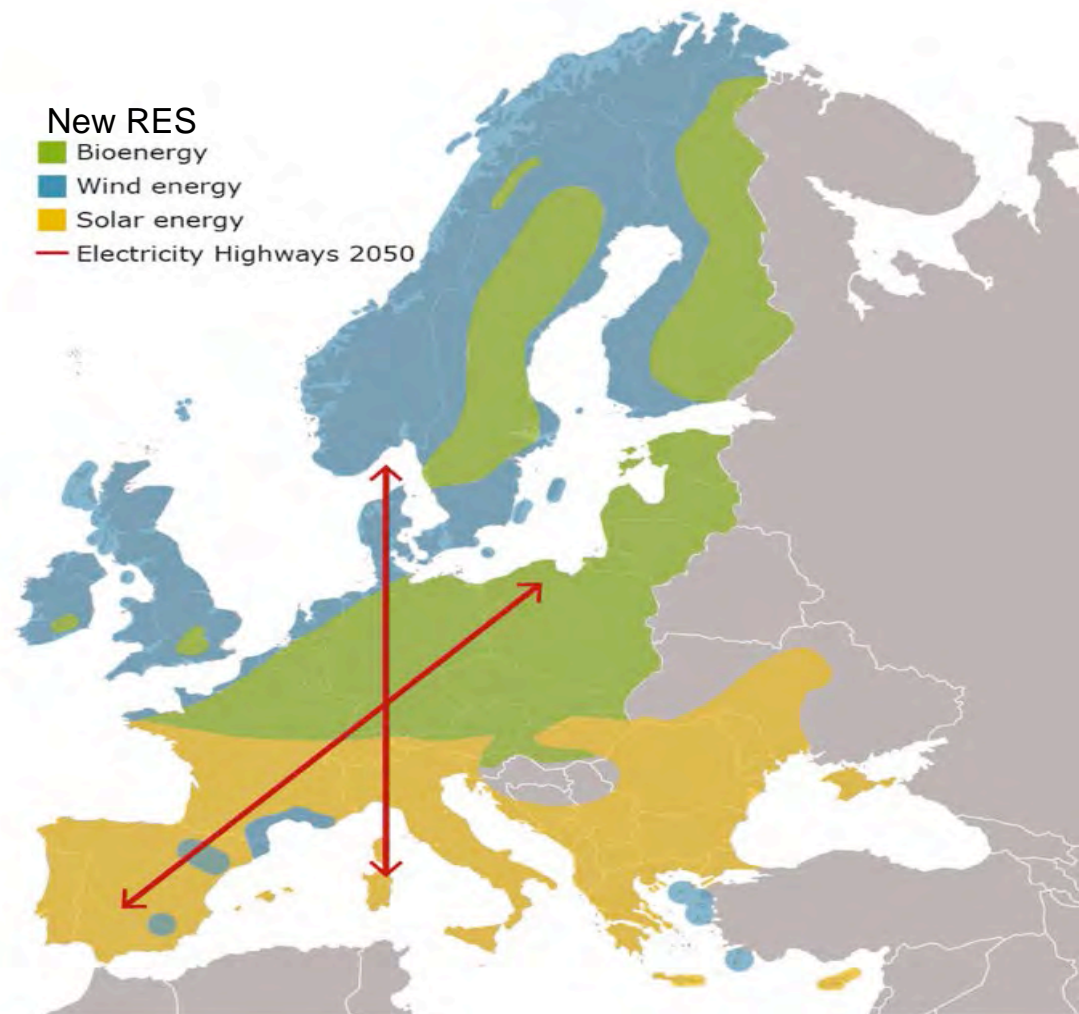 New RES
Bioenergy
Wind energy
Solar energy
Electricity Highways 2050